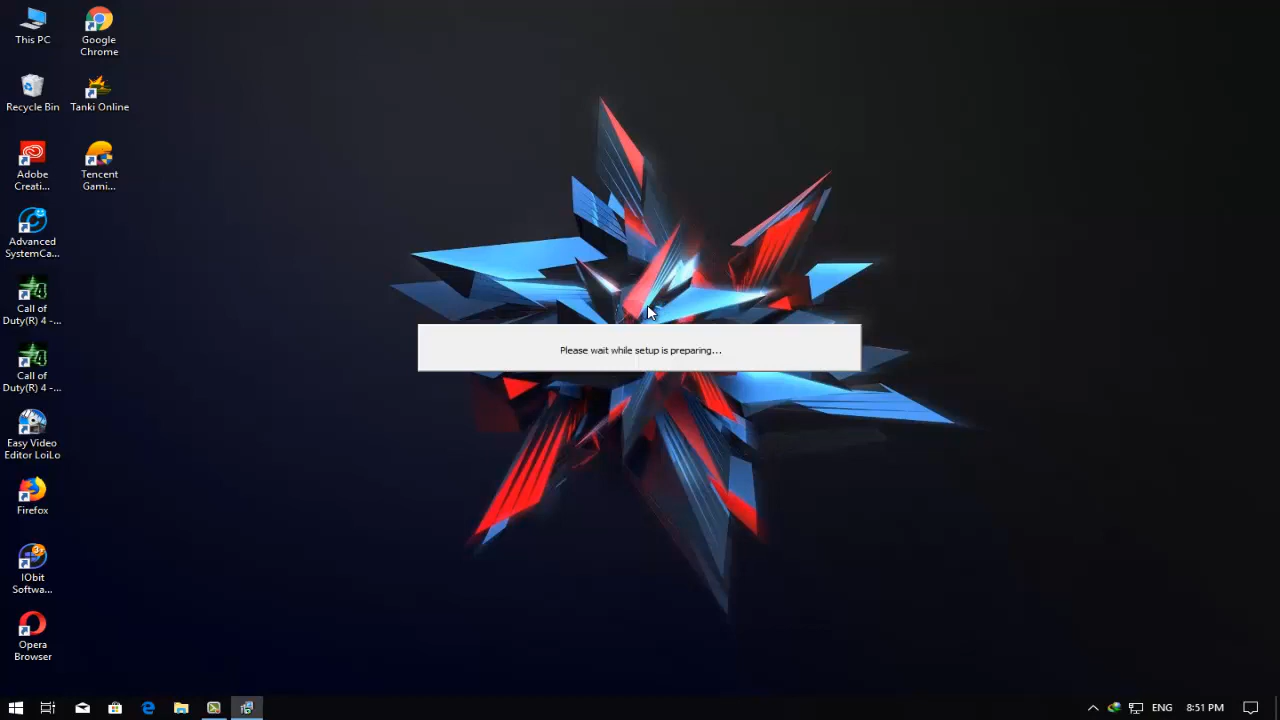 This PC
Google
Chrome
Recycle Bin
Tanki Online
Adobe
Creati...
Tencent
Gami...
Advanced
SystemCa...
Call of
Duty(R) 4 -...
Call of
Duty(R) 4 -...
Easy Video
Editor LoiLo
Firefox
IObit
Softwa...
Opera
Browser
Please wait while setup is preparing...
ENG
8:51 PM